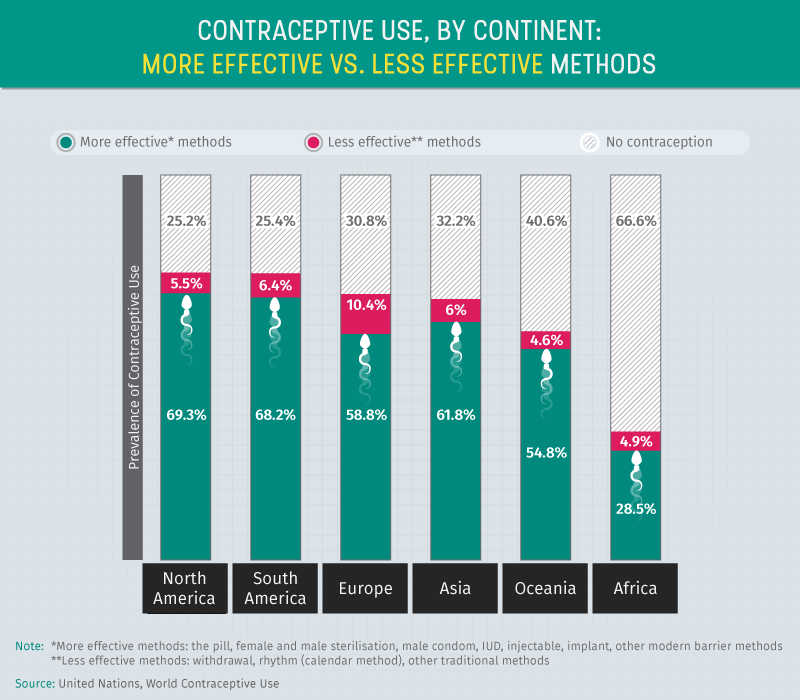 CONTRACEPTIVE USE, BY CONTINENT:
MORE EFFECTIVE VS. LESS EFFECTIVE METHODS
More effective* methods
Less effective** methods
No contraception
Prevalence of Contraceptive Use
25.2%
25.4%
30.8%
32.2%
40.6%
66.6%
5.5%
6.4%
10.4%
6%
4.6%
4.9%
69.3%
68.2%
58.8%
61.8%
54.8%
28.5%
North
America
South
America
Europe
Asia
Oceania
Africa
Note: *More effective methods: the pill, female and male sterilisation, male condom, IUD, injectable, implant, other modern barrier methods
**Less effective methods: withdrawal, rhythm (calendar method), other traditional methods
Source: United Nations, World Contraceptive Use